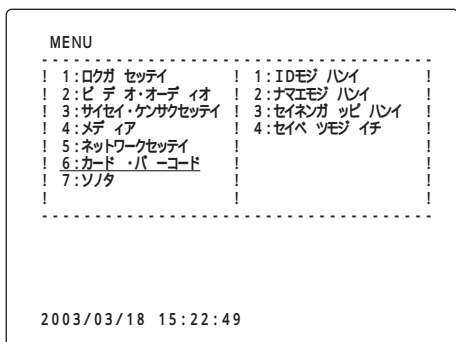 MENU
- - - - - - - - - - - - - - - - - - - - - - - - - - - - - - - - - - -
! 1:ロクガ セッテイ ! 1:IDモジ ハンイ !
! 2:ビデオ・オーディオ ! 2:ナマエモジ ハンイ !
! 3:サイセイ・ケンサクセッテイ ! 3:セイネンガッピ ハンイ !
! 4:メディア ! 4:セイベツモジ イチ !
! 5:ネットワークセッテイ ! !
! 6:カード・バーコード ! !
! 7:ソノタ ! !
! ! !
- - - - - - - - - - - - - - - - - - - - - - - - - - - - - - - - - - -
2003/03/18 15:22:49